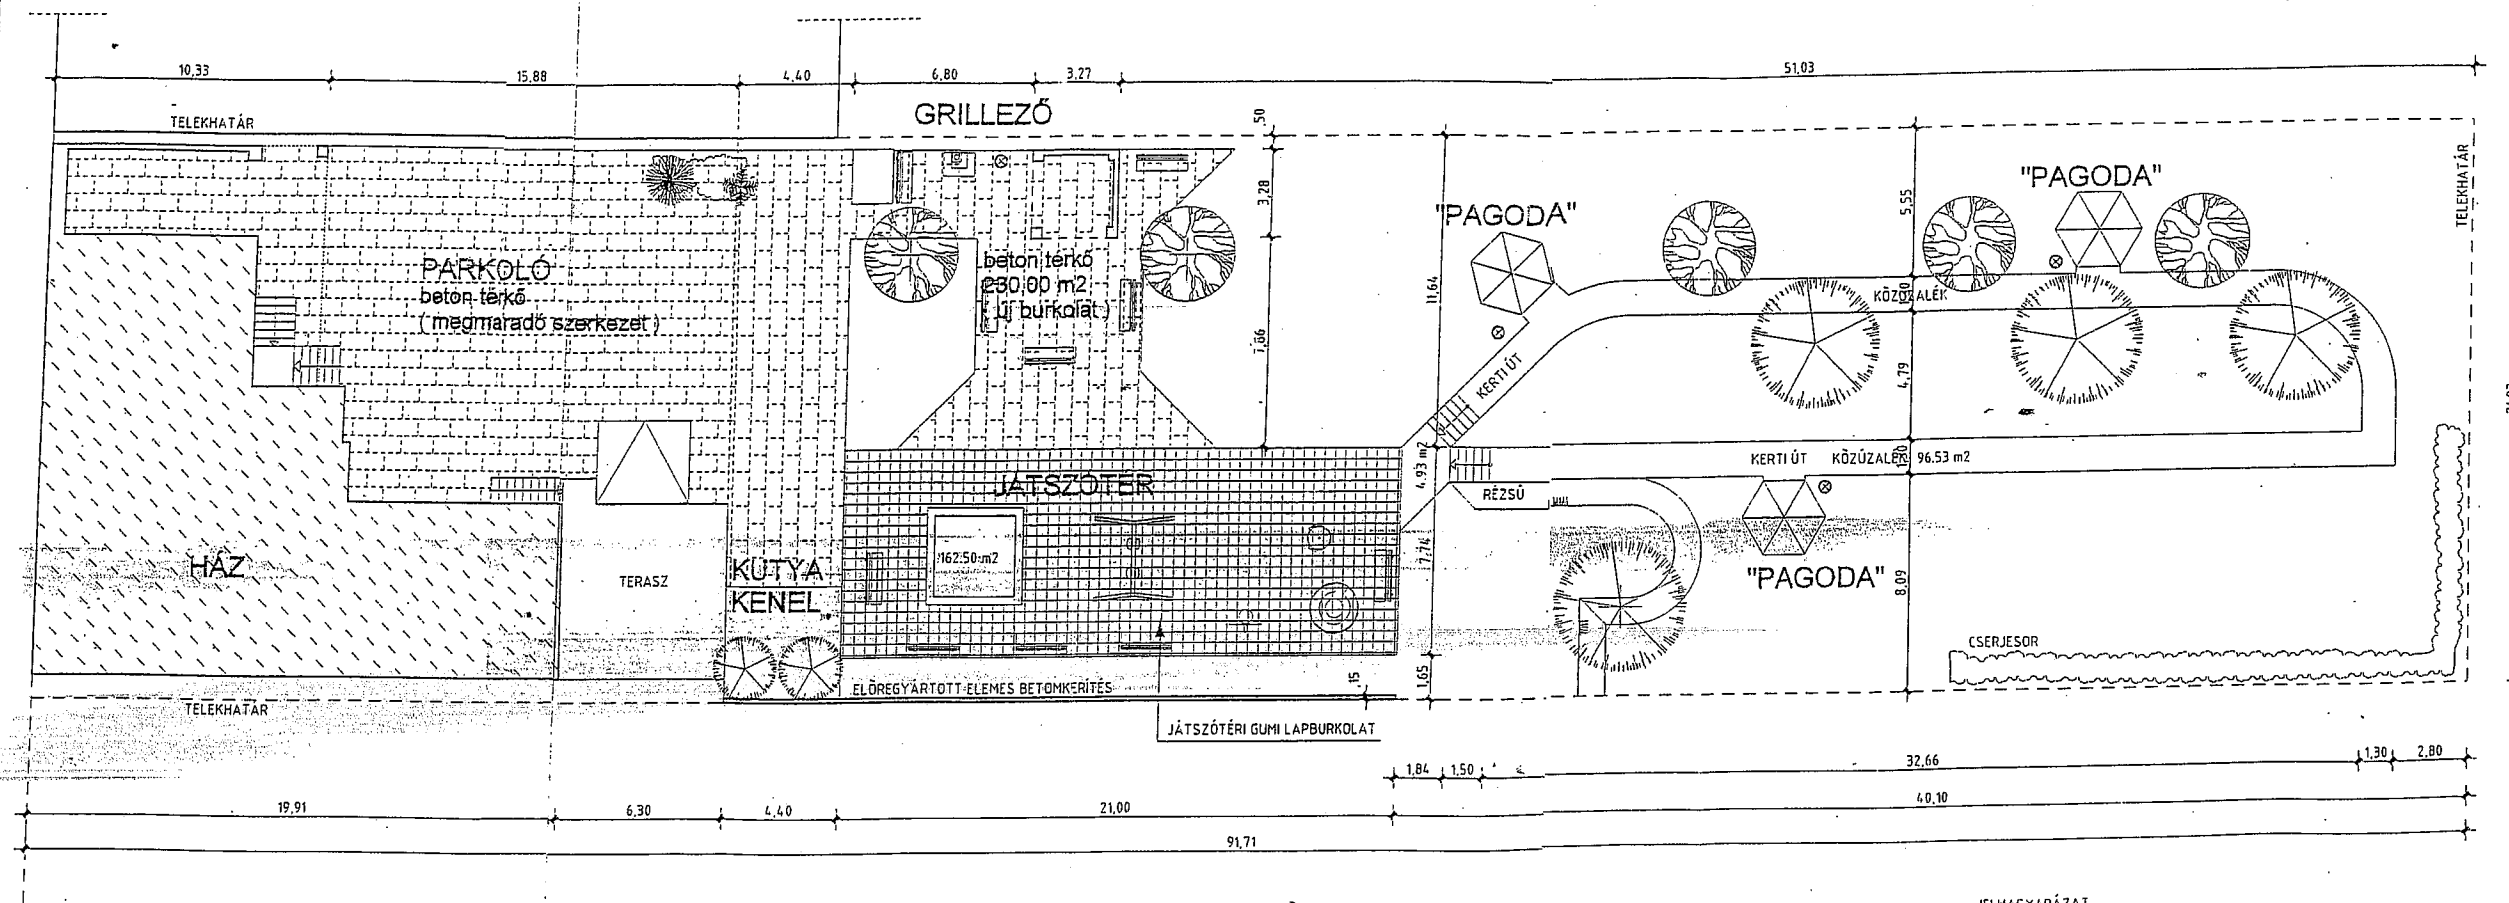 10,33
15,88
4,40
6,80
3,27
51,03
TELEKHATÁR
GRILLEZŐ
,50
TELEKHATÁR
"PAGODA"
"PAGODA"
3,28
5,55
PARKOLÓ
beton térkő
( megmaradó szerkezet )
beton térkő
230,00 m2
( új burkolat )
11,64
KÖZÚZALÉK
7,66
KERTI ÚT
4,79
4.93 m2
KERTI ÚT KÖZÚZALÉK 96.53 m2
JÁTSZÓTÉR
RÉZSŰ
HÁZ
TERASZ
KUTYA
KENEL
162.50 m2
7,74
"PAGODA"
8,09
CSERJESOR
1,65
15
ELŐREGYÁRTOTT ELEMES BETONKERÍTÉS
TELEKHATÁR
JÁTSZÓTÉRI GUMI LAPBURKOLAT
1,84
1,50
32,66
1,30
2,80
19,91
6,30
4,40
21,00
40,10
91,71